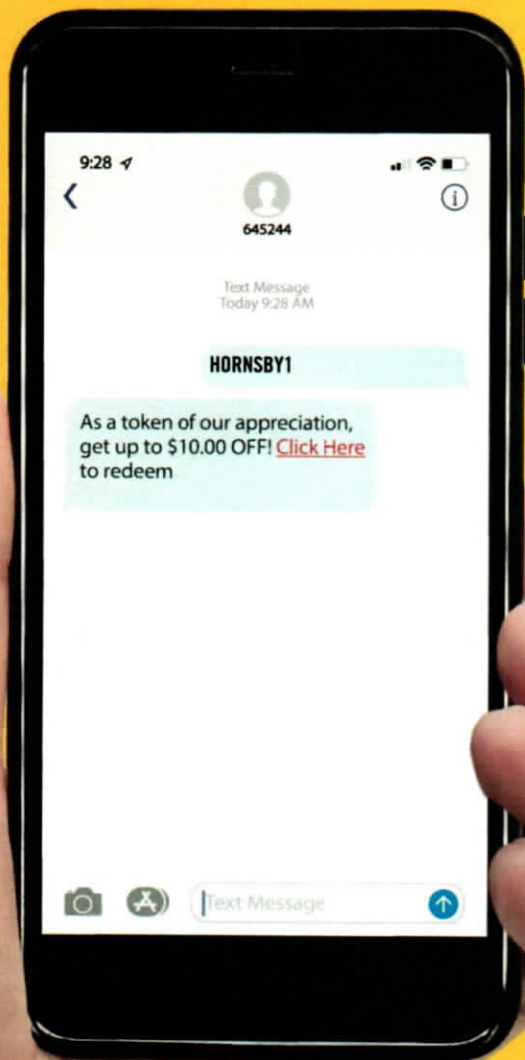 9:28
645244
Text Message
Today 9:28 AM
HORNSBY1
As a token of our appreciation,
get up to $10.00 OFF! Click Here
to redeem
Text Message